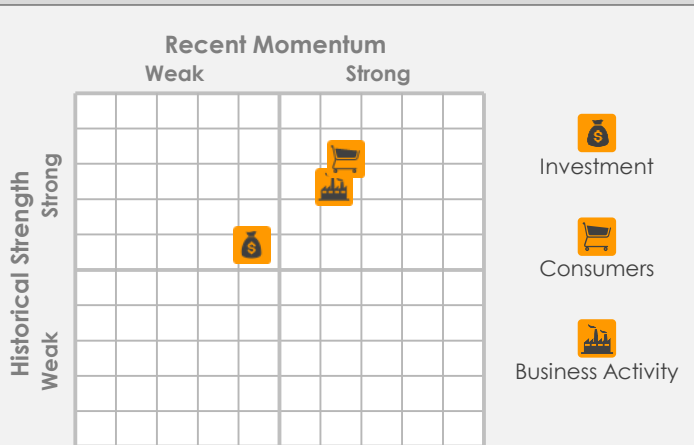 Recent Momentum
Weak
Strong
Historical Strength
Strong
Weak
$
Investment
Consumers
Business Activity
$